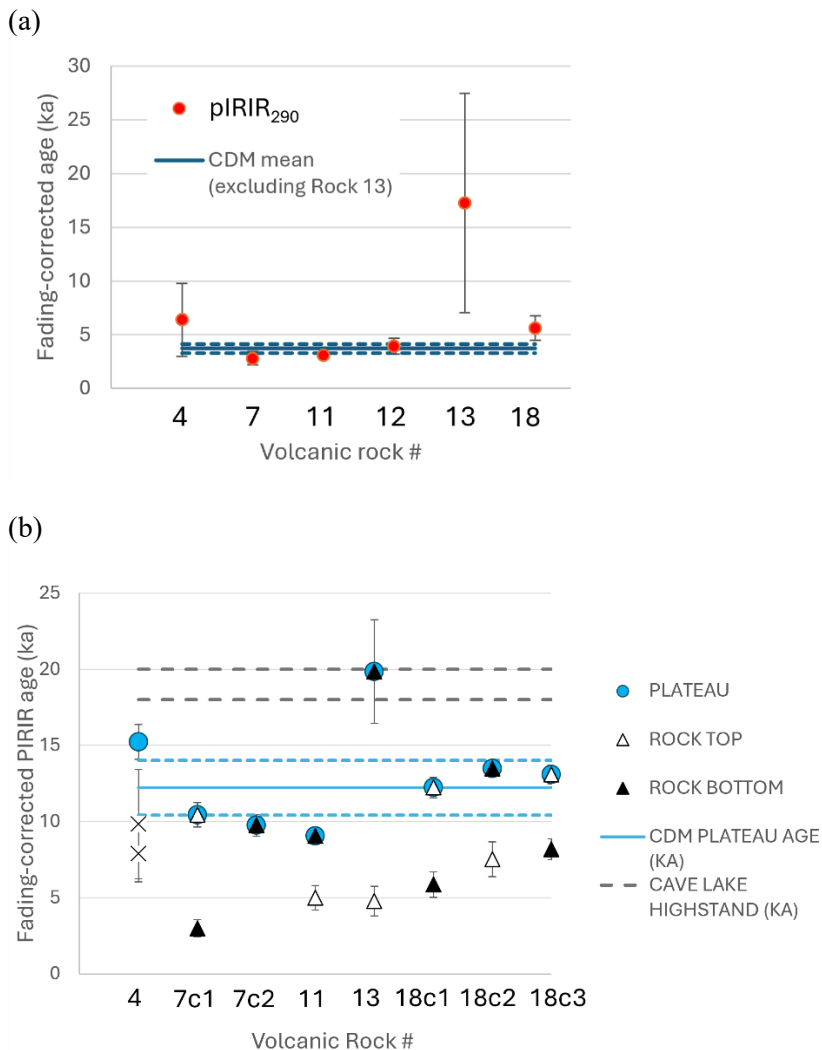 (a)
30
25
20
15
10
5
0
Fading-corrected age (ka)
pIRIR290
CDM mean
(excluding Rock 13)
4 7 11 12 13 18
Volcanic rock #
(b)
25
20
15
10
5
0
Fading-corrected PIRIR age (ka)
PLATEAU
ROCK TOP
ROCK BOTTOM
CDM PLATEAU AGE
(KA)
CAVE LAKE
HIGHSTAND (KA)
4 7c1 7c2 11 13 18c1 18c2 18c3
Volcanic Rock #